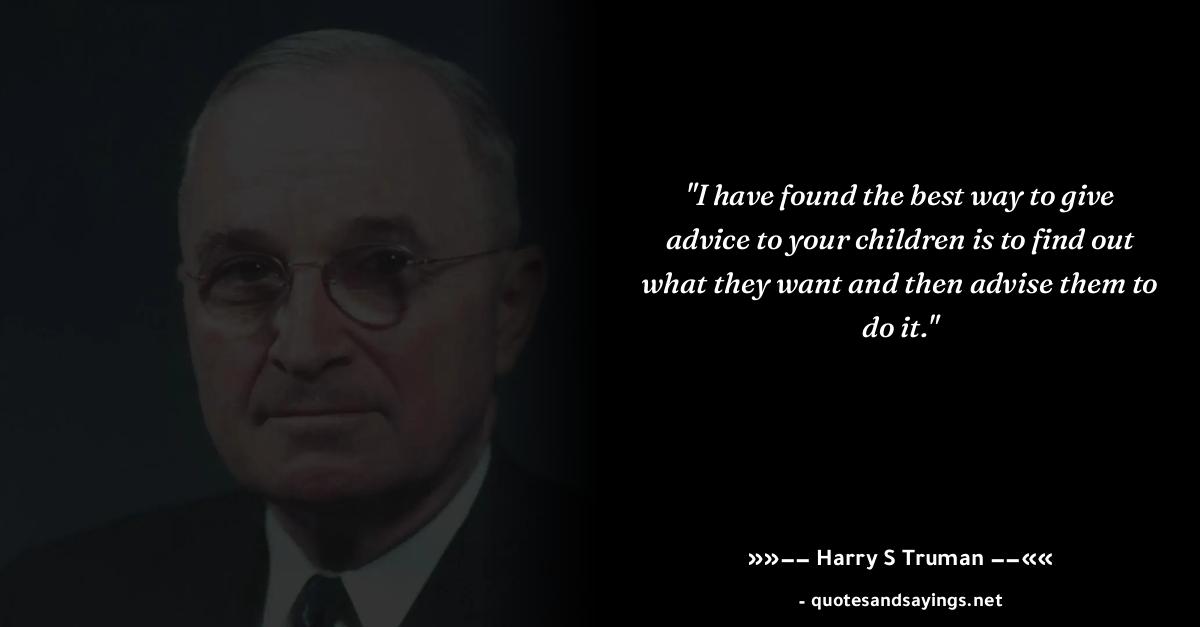 "I have found the best way to give
advice to your children is to find out
what they want and then advise them to
do it."
»»−− Harry S Truman −−««
- quotesandsayings.net